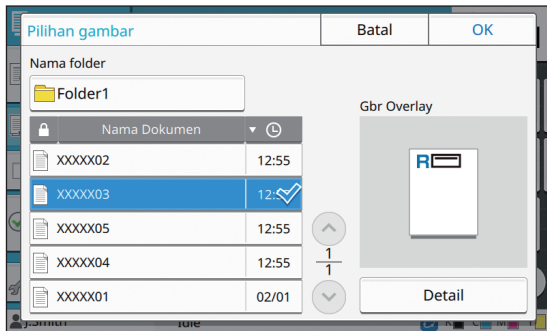 Pilihan gambar
Batal
OK
Nama folder
Folder1
Gbr Overlay
Nama Dokumen
XXXXX02 12:55
XXXXX03
XXXXX05 12:55
XXXXX04 12:55
XXXXX01 02/01
R
1
1
Detail
J.Smith
Idle
K C M Y